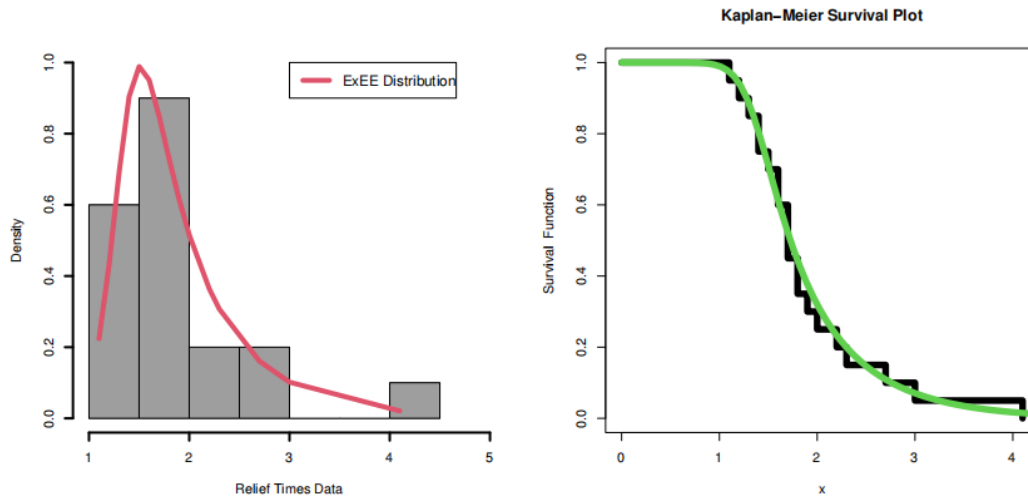 Kaplan−Meier Survival Plot
ExEE Distribution
Density
0.0 0.2 0.4 0.6 0.8 1.0
1 2 3 4 5
Relief Times Data
Survival Function
0.0 0.2 0.4 0.6 0.8 1.0
0 1 2 3 4
x